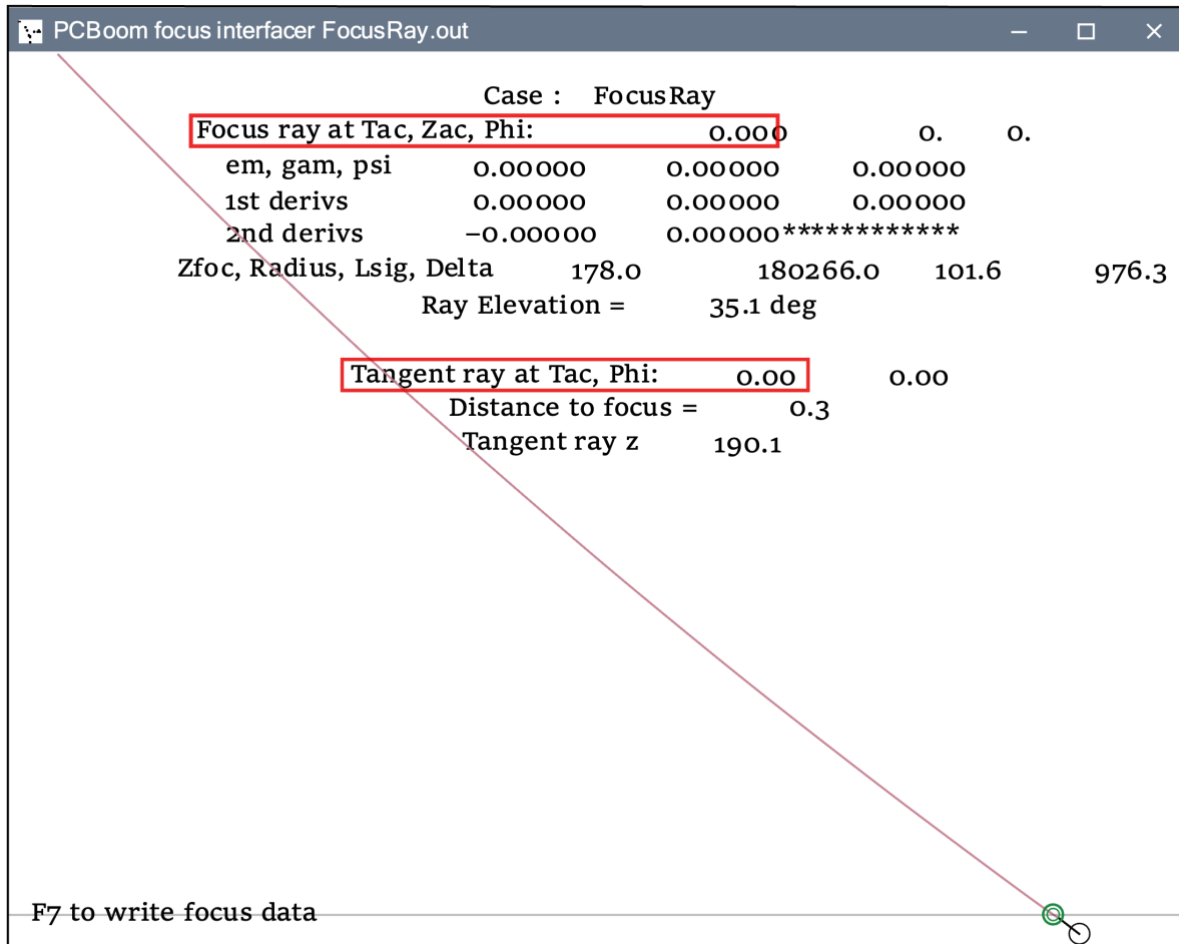 PCBoom focus interfacer FocusRay.out
Case : FocusRay
Focus ray at Tac, Zac, Phi: 0.000 0. 0.
em, gam, psi 0.00000 0.00000 0.00000
1st derivs 0.00000 0.00000 0.00000
2nd derivs -0.00000 0.00000************
Zfoc, Radius, Lsig, Delta 178.0 180266.0 101.6 976.3
Ray Elevation = 35.1 deg
Tangent ray at Tac, Phi: 0.00 0.00
Distance to focus = 0.3
Tangent ray z 190.1
F7 to write focus data